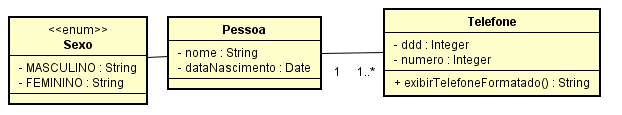 <<enum>>
Sexo
- MASCULINO : String
- FEMININO : String
Pessoa
- nome : String
- dataNascimento : Date
1
1..*
Telefone
- ddd : Integer
- numero : Integer
+ exibirTelefoneFormatado() : String